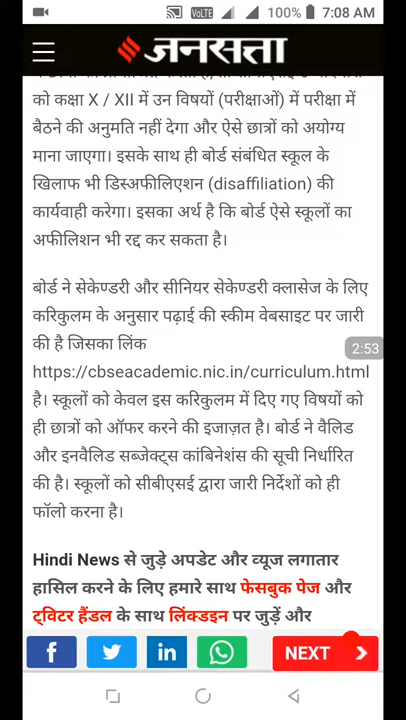 VoLTE 100% 7:08 AM
जनसत्ता
को कक्षा X / XII में उन विषयों (परीक्षाओं) में परीक्षा में
बैठने की अनुमति नहीं देगा और ऐसे छात्रों को अयोग्य
माना जाएगा। इसके साथ ही बोर्ड संबंधित स्कूल के
खिलाफ भी डिस्अफीलिएशन (disaffiliation) की
कार्यवाही करेगा। इसका अर्थ है कि बोर्ड ऐसे स्कूलों का
अफीलिशन भी रद्द कर सकता है।
बोर्ड ने सेकेण्डरी और सीनियर सेकेण्डरी क्लासेज के लिए
करिकुलम के अनुसार पढ़ाई की स्कीम वेबसाइट पर जारी
की है जिसका लिंक
2:53
https://cbseacademic.nic.in/curriculum.html
है। स्कूलों को केवल इस करिकुलम में दिए गए विषयों को
ही छात्रों को ऑफर करने की इजाज़त है। बोर्ड ने वैलिड
और इनवैलिड सब्जेक्ट्स कांबिनेशंस की सूची निर्धारित
की है। स्कूलों को सीबीएसई द्वारा जारी निर्देशों को ही
फॉलो करना है।
Hindi News से जुड़े अपडेट और व्यूज लगातार
हासिल करने के लिए हमारे साथ फेसबुक पेज और
ट्विटर हैंडल के साथ लिंक्डइन पर जुड़ें और
NEXT